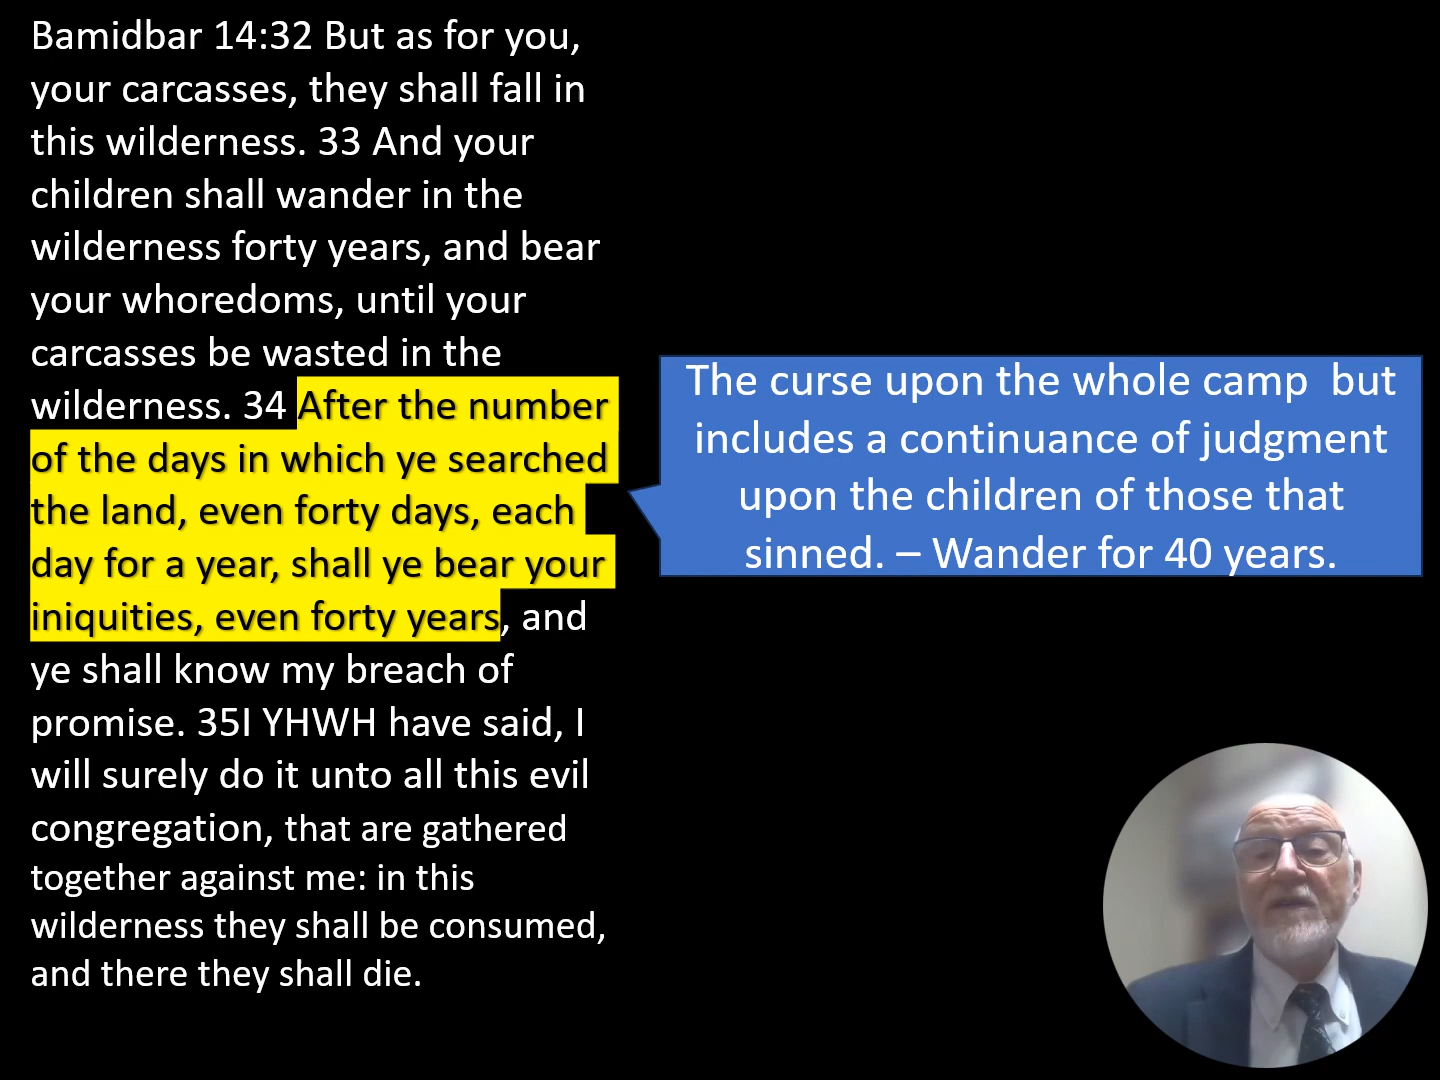 Bamidbar 14:32 But as for you,
your carcasses, they shall fall in
this wilderness. 33 And your
children shall wander in the
wilderness forty years, and bear
your whoredoms, until your
carcasses be wasted in the
wilderness. 34 After the number
of the days in which ye searched
the land, even forty days, each
day for a year, shall ye bear your
iniquities, even forty years, and
ye shall know my breach of
promise. 35I YHWH have said, I
will surely do it unto all this evil
congregation, that are gathered
together against me: in this
wilderness they shall be consumed,
and there they shall die.
The curse upon the whole camp  but
includes a continuance of judgment
upon the children of those that
sinned. – Wander for 40 years.